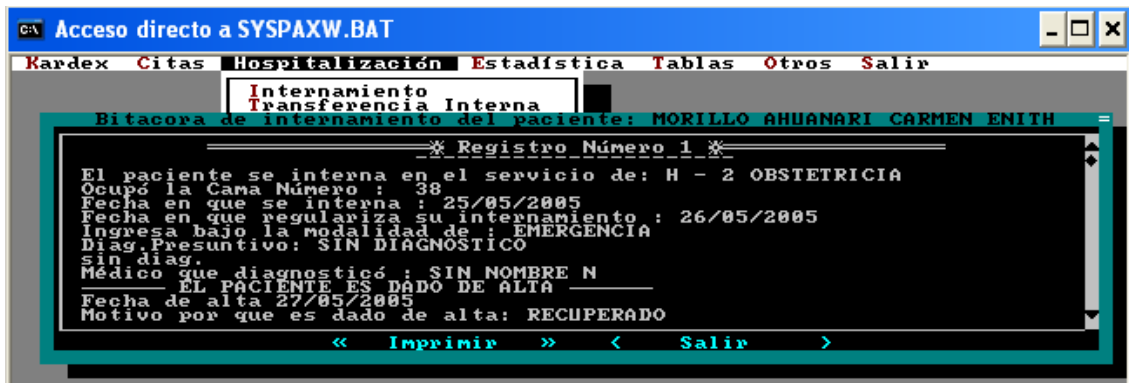 Acceso directo a SYSPAXW.BAT
Kardex Citas Hospitalización Estadística Tablas Otros Salir
Internamiento
Transferencia Interna
Bitacora de internamiento del paciente: MORILLO AHUANARI CARMEN ENITH
Registro Número 1
El paciente se interna en el servicio de: H - 2 OBSTETRICIA
Ocupó la Cama Número : 38
Fecha en que se interna : 25/05/2005
Fecha en que regulariza su internamiento : 26/05/2005
Ingresa bajo la modalidad de : EMERGENCIA
Diag.Presuntivo: SIN DIAGNOSTICO
sin diag.
Médico que diagnosticó : SIN NOMBRE N
EL PACIENTE ES DADO DE ALTA
Fecha de alta 27/05/2005
Motivo por que es dado de alta: RECUPERADO
« Imprimir » < Salir >